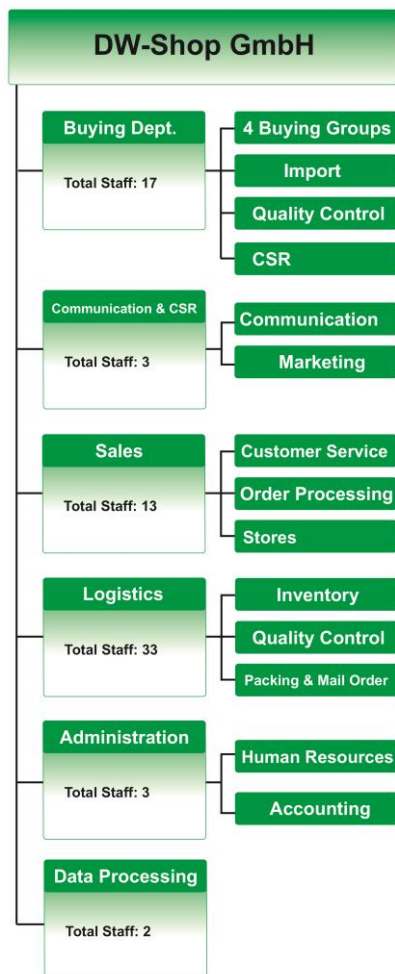 DW-Shop GmbH
Buying Dept.
Total Staff: 17
4 Buying Groups
Import
Quality Control
CSR
Communication & CSR
Total Staff: 3
Communication
Marketing
Sales
Total Staff: 13
Customer Service
Order Processing
Stores
Logistics
Total Staff: 33
Inventory
Quality Control
Packing & Mail Order
Administration
Total Staff: 3
Human Resources
Accounting
Data Processing
Total Staff: 2